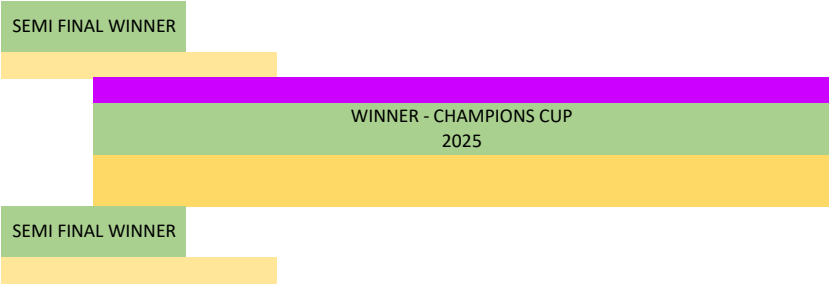 SEMI FINAL WINNER
WINNER - CHAMPIONS CUP
2025
SEMI FINAL WINNER